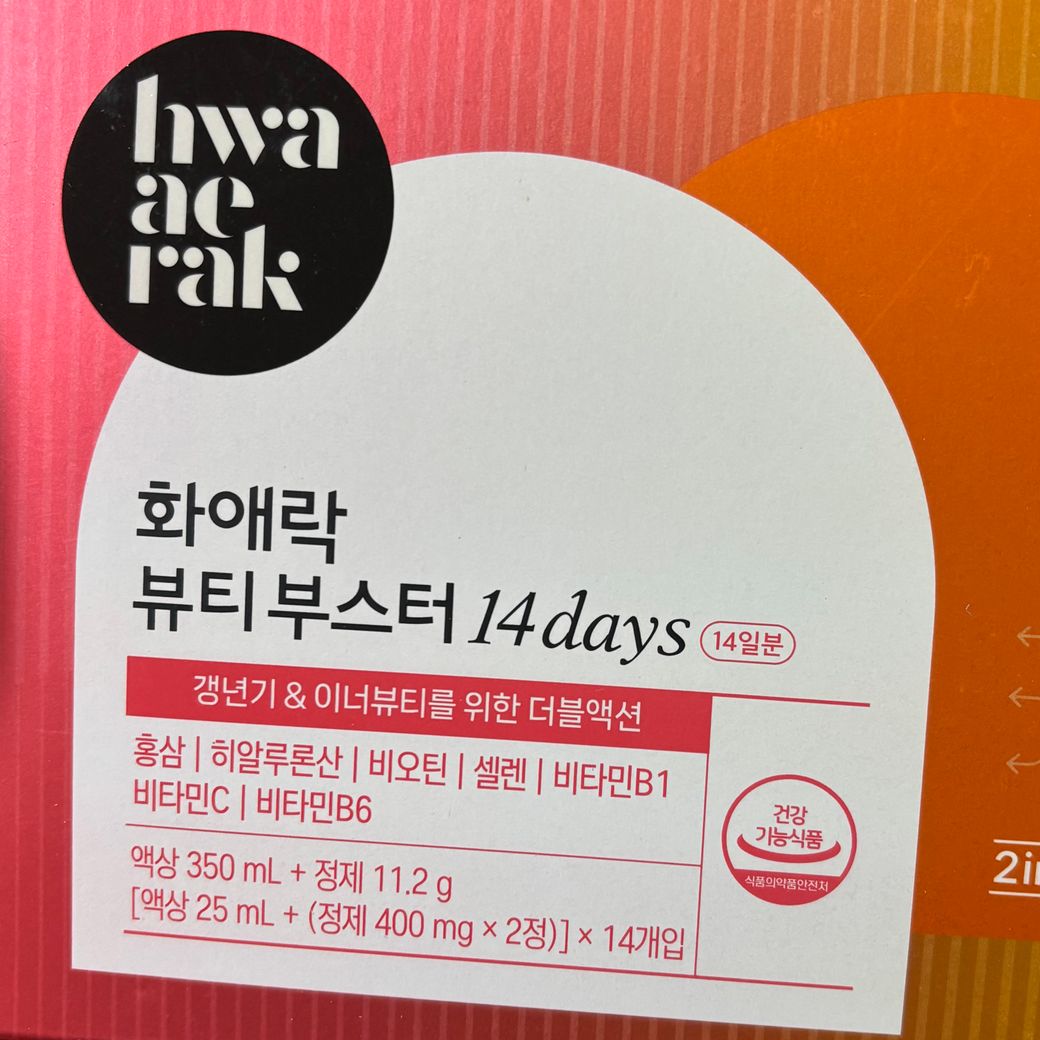 hwa
ae
rak
화애락
뷰티 부스터 14 days 14일분
갱년기 & 이너뷰티를 위한 더블액션
홍삼 | 히알루론산 | 비오틴 | 셀렌 | 비타민B1
비타민C | 비타민B6
건강
기능식품
식품의약품안전처
액상 350 mL + 정제 11.2 g
[액상 25 mL + (정제 400 mg × 2정)] × 14개입